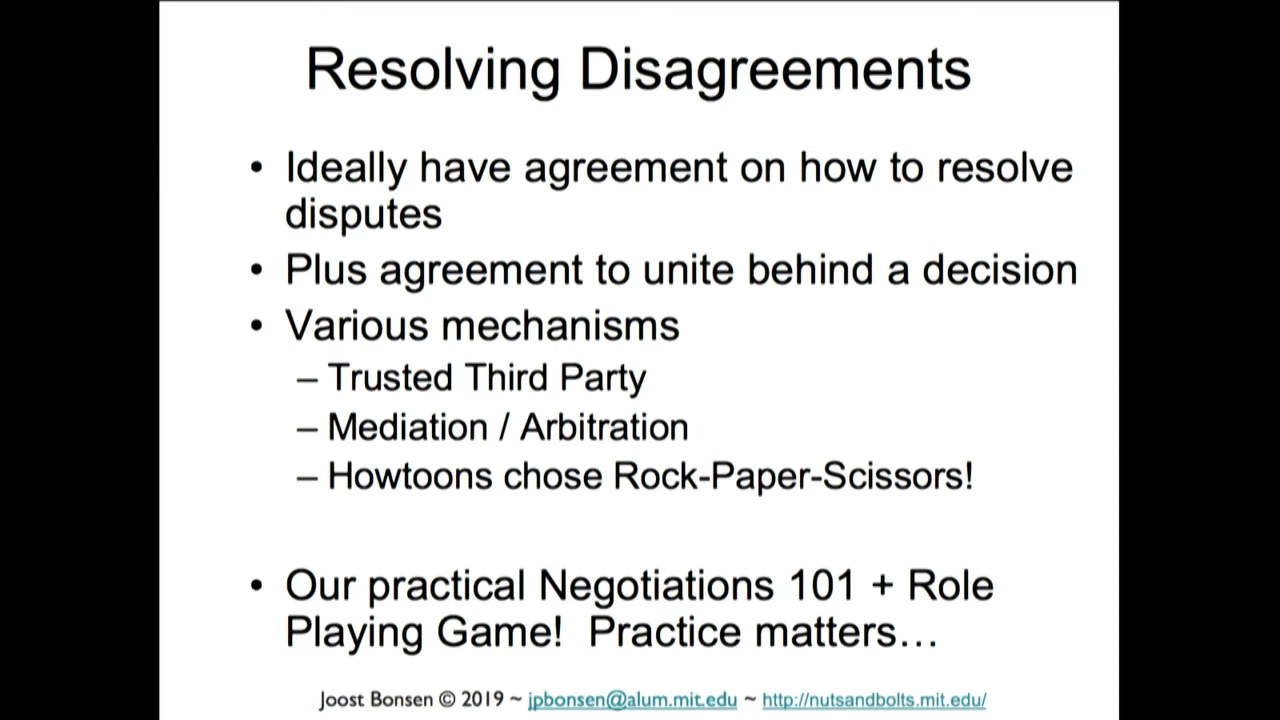 Resolving Disagreements
• Ideally have agreement on how to resolve
disputes
• Plus agreement to unite behind a decision
• Various mechanisms
– Trusted Third Party
– Mediation / Arbitration
– Howtoons chose Rock-Paper-Scissors!
• Our practical Negotiations 101 + Role
Playing Game!  Practice matters…
Joost Bonsen © 2019 ~ jpbonsen@alum.mit.edu ~ http://nutsandbolts.mit.edu/